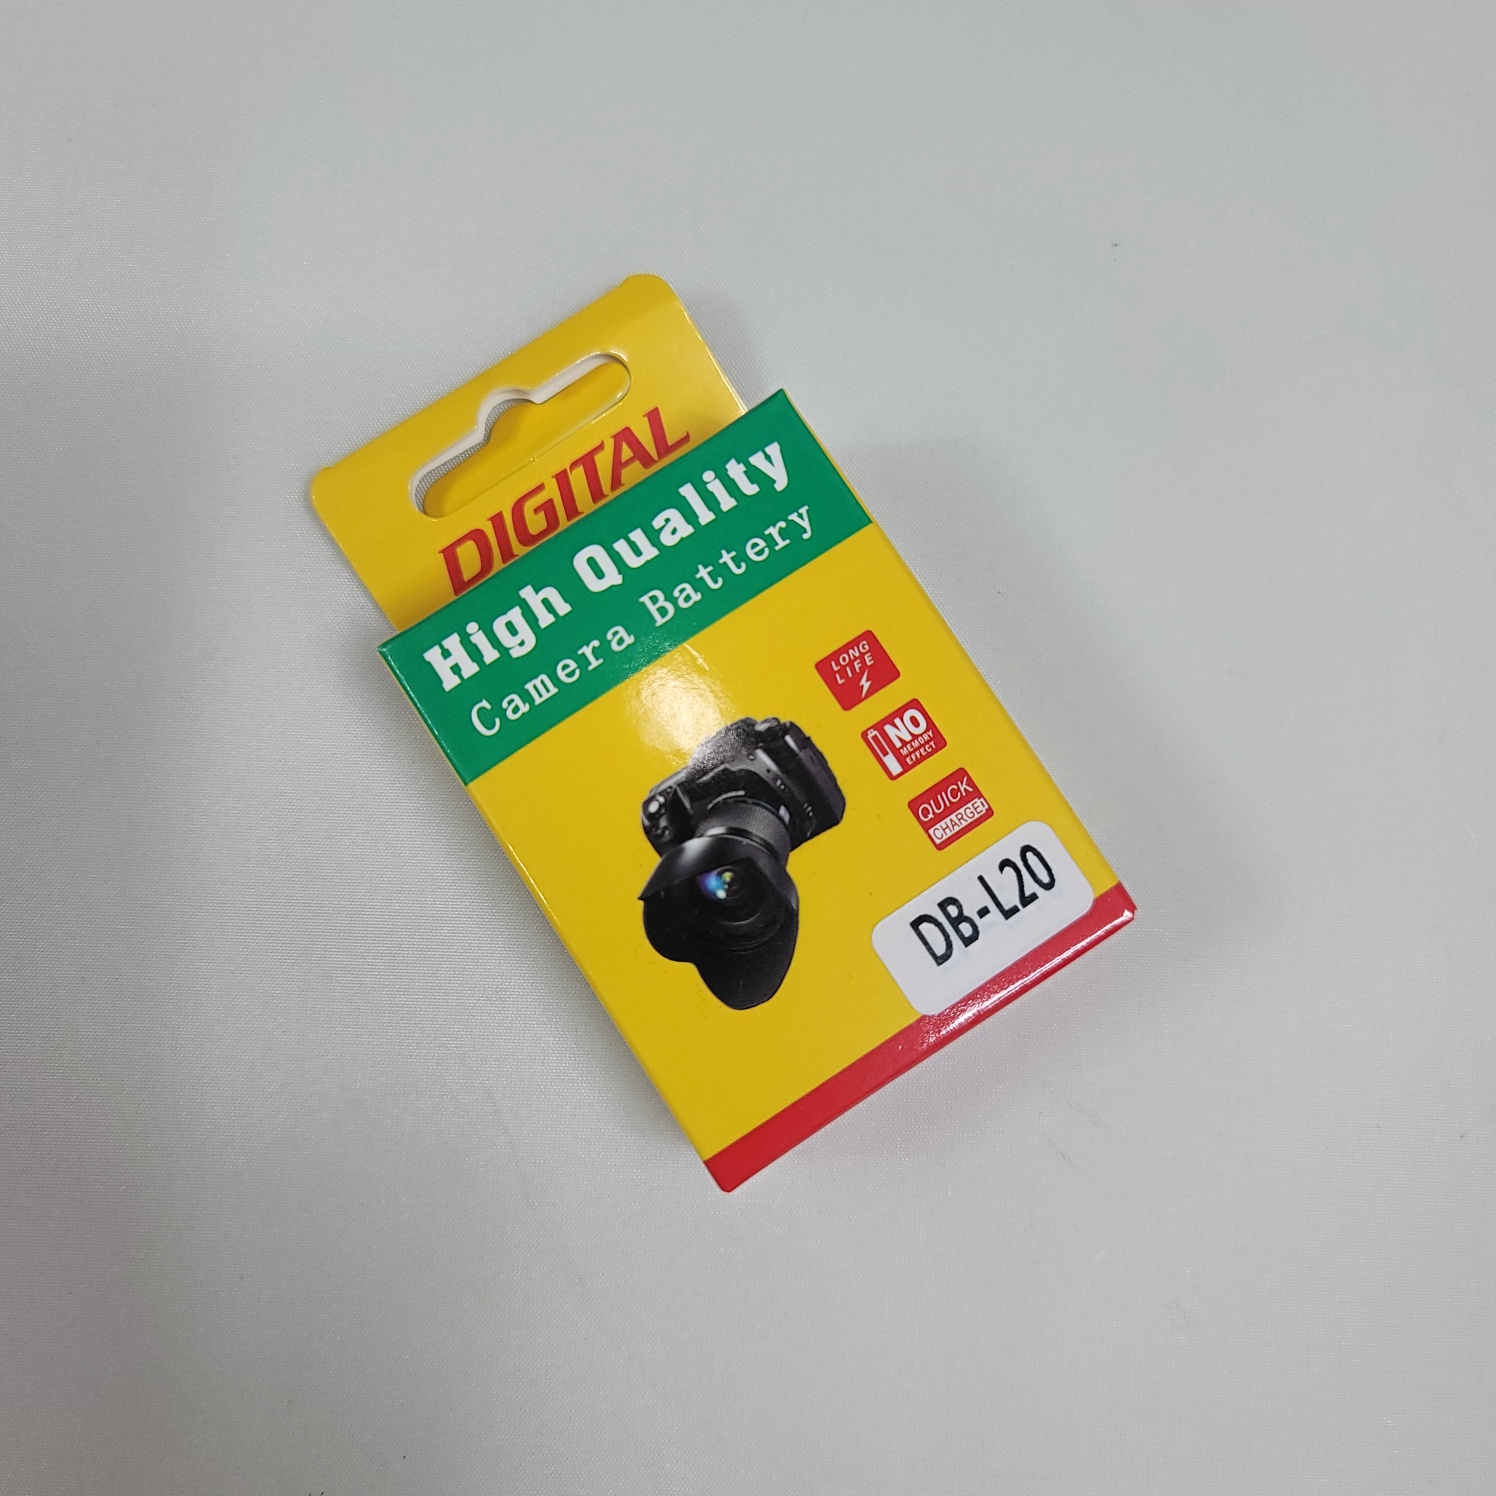 DIGITAL
High Quality
Camera Battery
LONG
LIFE
NO
MEMORY
EFFECT
QUICK
CHARGE!
DB-L20